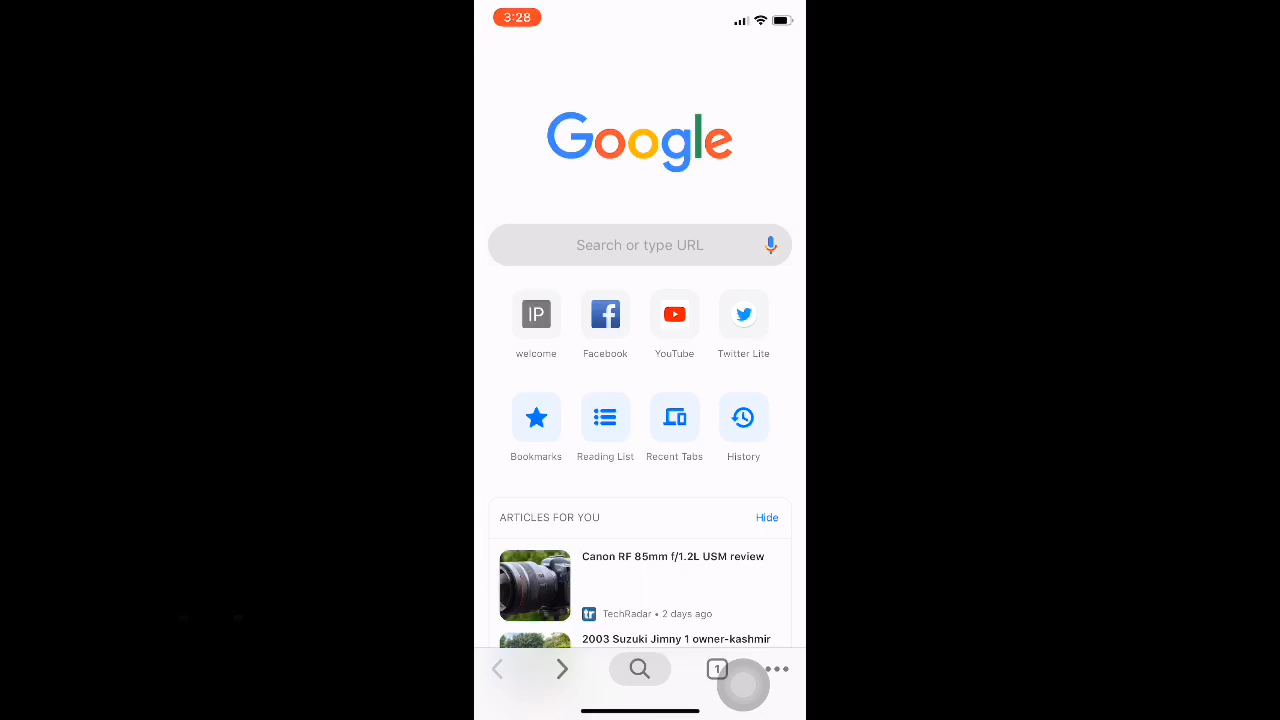 3:28
Google
Search or type URL
IP
welcome
Facebook
YouTube
Twitter Lite
Bookmarks
Reading List
Recent Tabs
History
ARTICLES FOR YOU
Hide
Canon RF 85mm f/1.2L USM review
tr TechRadar • 2 days ago
2003 Suzuki Jimny 1 owner-kashmir
1